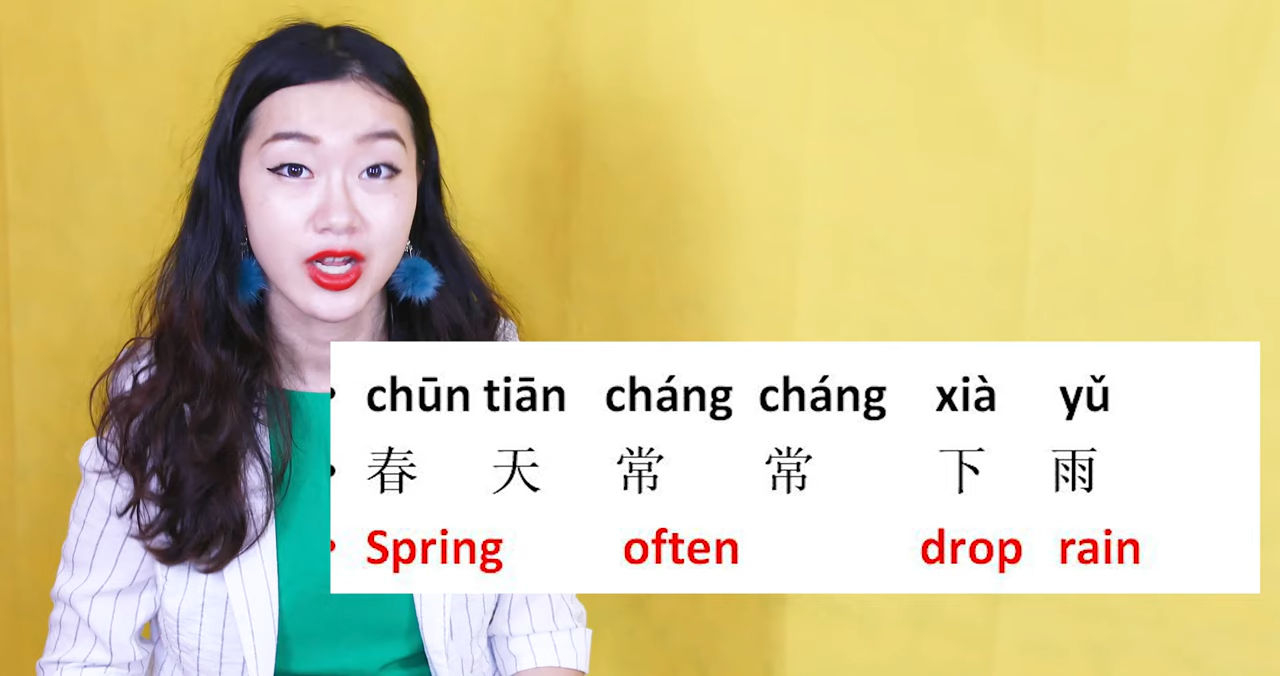 chūn tiān cháng cháng xià yǔ
春 天 常 常 下 雨
Spring often drop rain